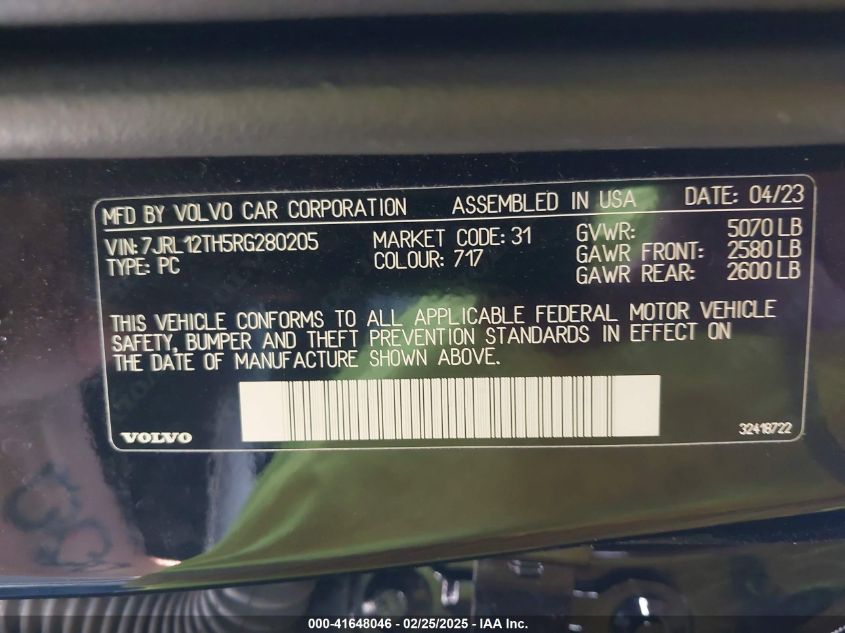 MFD BY VOLVO CAR CORPORATION ASSEMBLED IN USA DATE: 04/23
VIN: 7JRL12TH5RG280205 MARKET CODE: 31 GVWR: 5070 LB
TYPE: PC COLOUR: 717 GAWR FRONT: 2580 LB
GAWR REAR: 2600 LB
THIS VEHICLE CONFORMS TO ALL APPLICABLE FEDERAL MOTOR VEHICLE
SAFETY, BUMPER AND THEFT PREVENTION STANDARDS IN EFFECT ON
THE DATE OF MANUFACTURE SHOWN ABOVE.
VOLVO 32418722
000-41648046 - 02/25/2025 - IAA Inc.